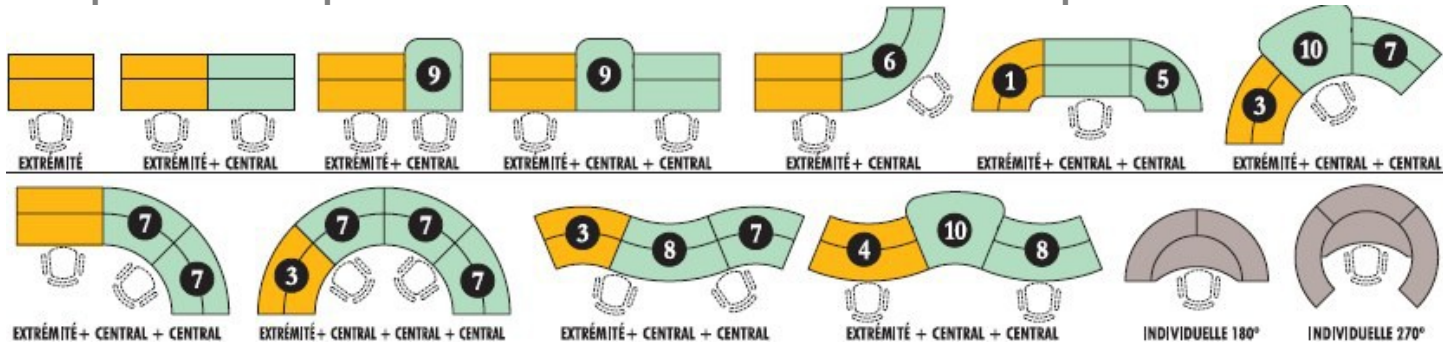 9
9
6
1
5
3
10
7
EXTRÉMITÉ
EXTRÉMITÉ + CENTRAL
EXTRÉMITÉ + CENTRAL
EXTRÉMITÉ + CENTRAL + CENTRAL
EXTRÉMITÉ + CENTRAL
EXTRÉMITÉ + CENTRAL + CENTRAL
EXTRÉMITÉ + CENTRAL + CENTRAL
7
7
3
7
7
7
3
8
7
4
10
8
EXTRÉMITÉ + CENTRAL + CENTRAL
EXTRÉMITÉ + CENTRAL + CENTRAL + CENTRAL
EXTRÉMITÉ + CENTRAL + CENTRAL
EXTRÉMITÉ + CENTRAL + CENTRAL
INDIVIDUELLE 180°
INDIVIDUELLE 270°